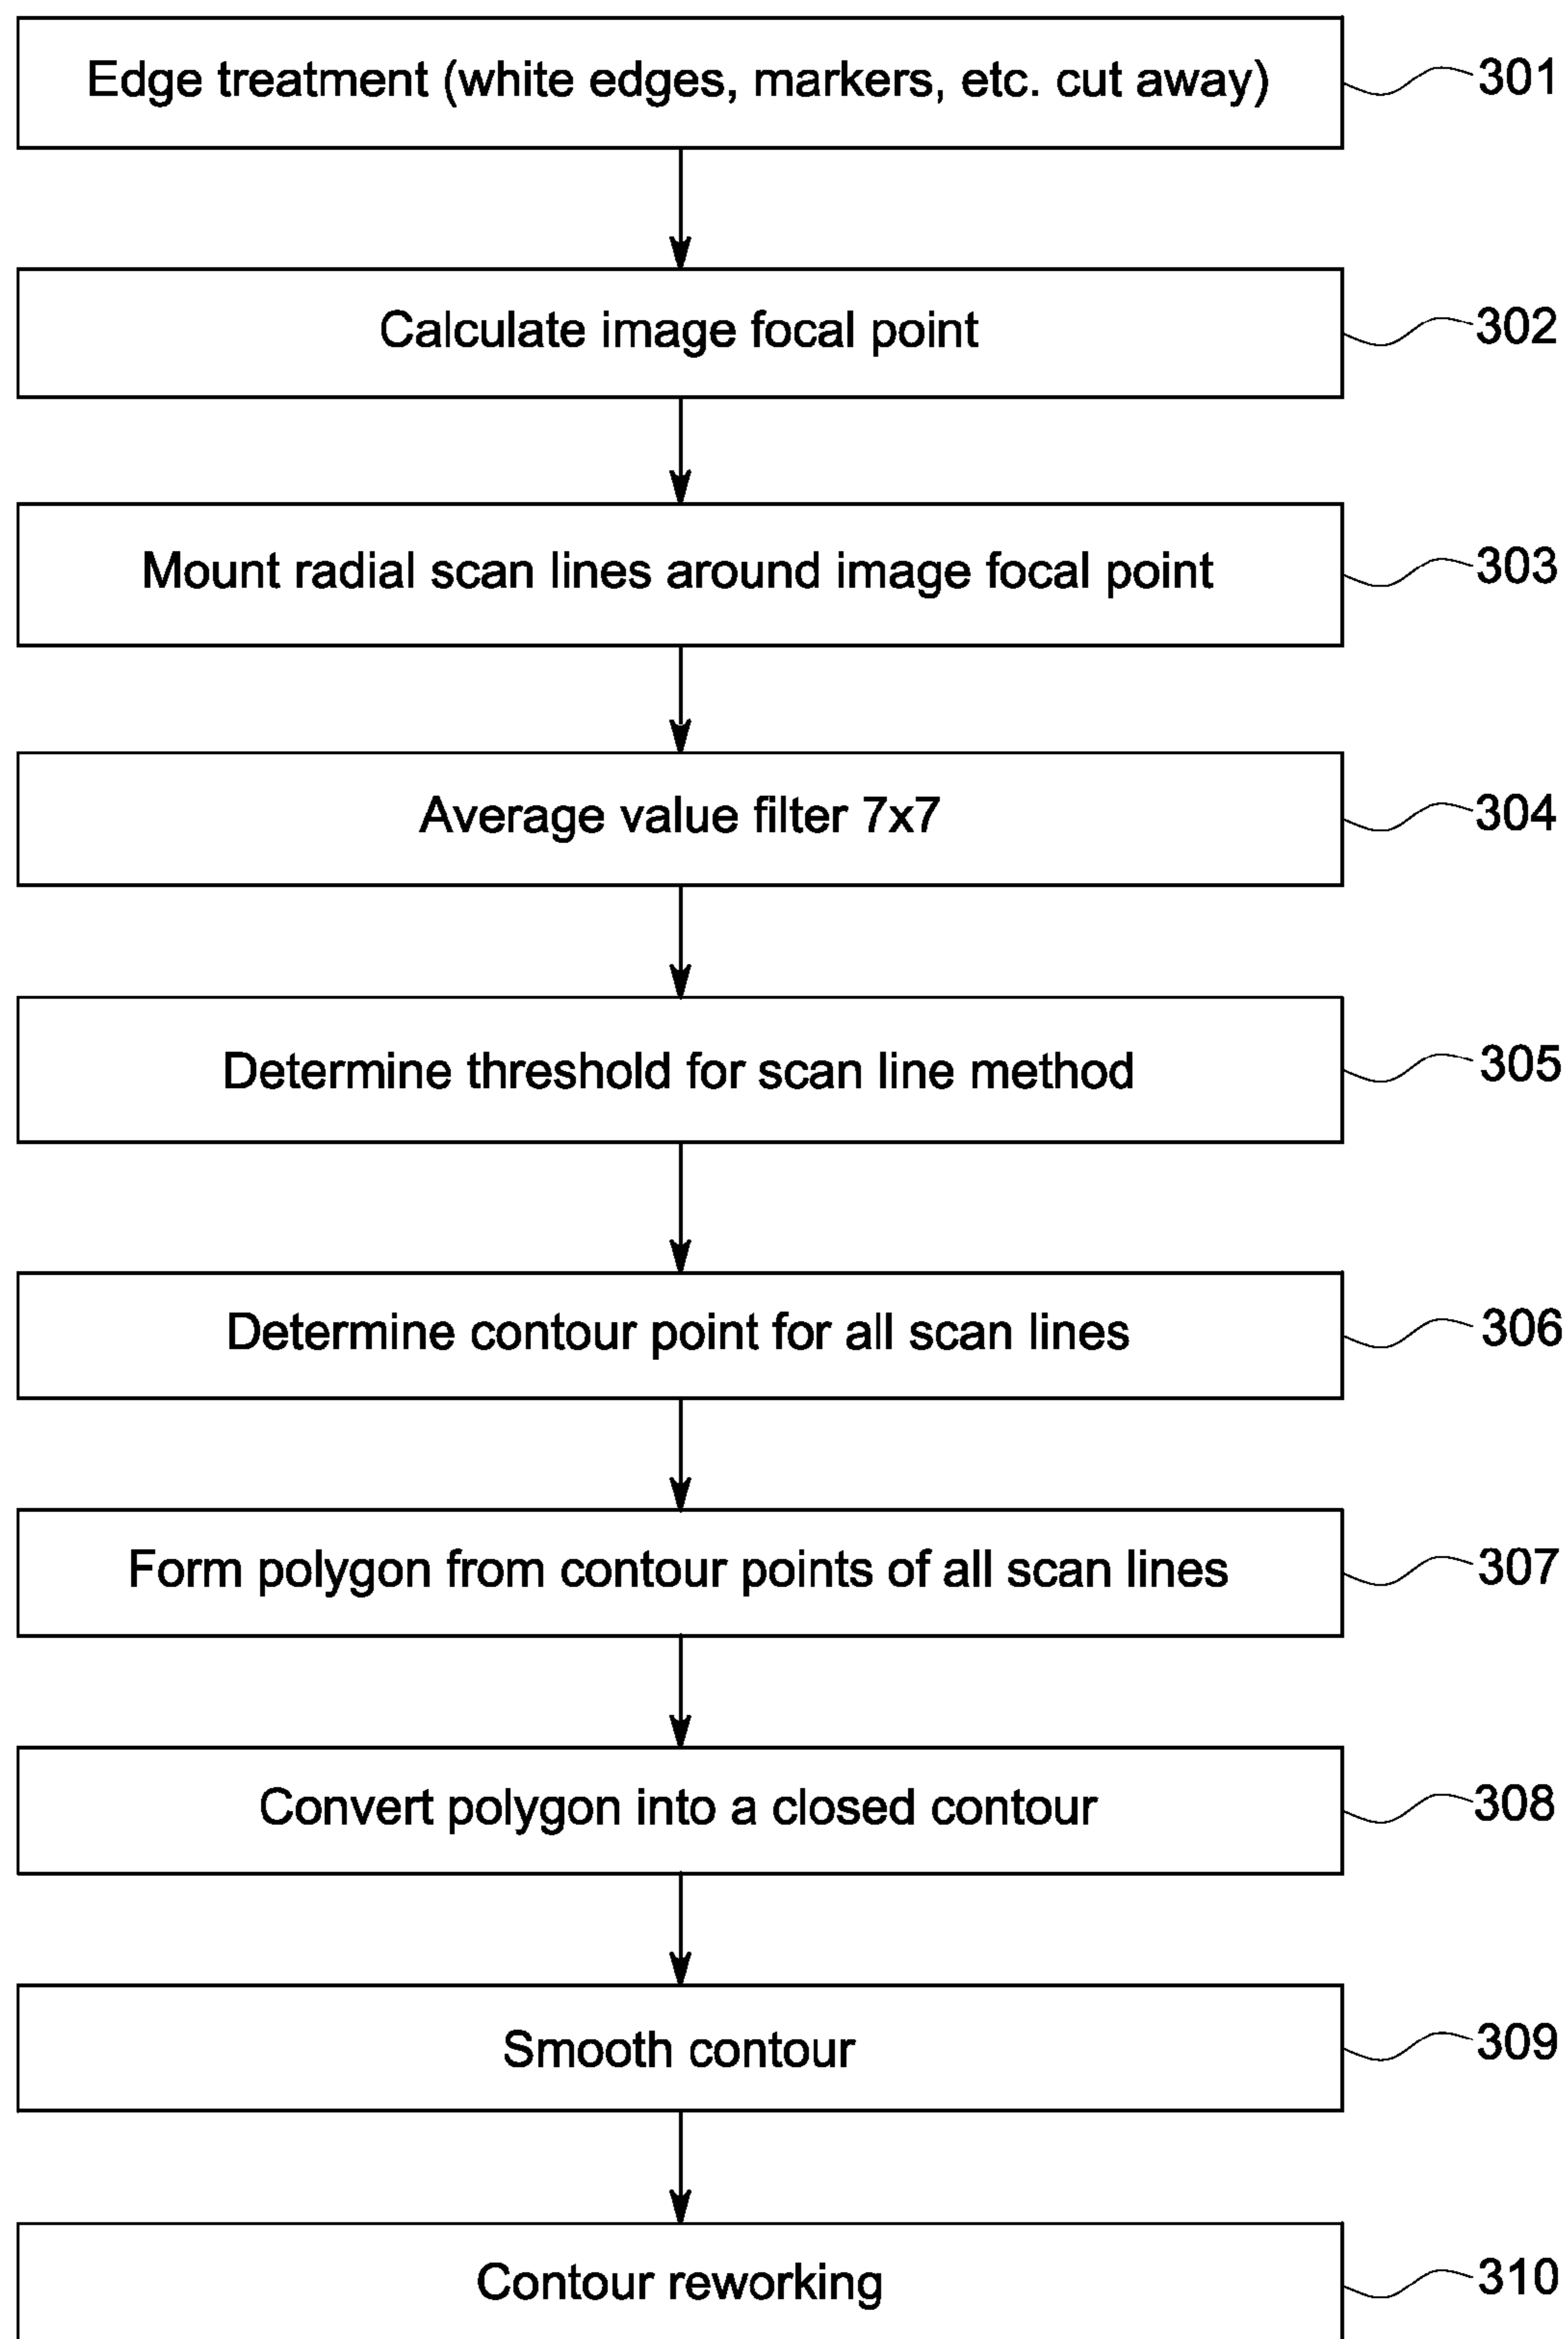 Edge treatment (white edges, markers, etc. cut away)
301
Calculate image focal point
302
Mount radial scan lines around image focal point
303
Average value filter 7x7
304
Determine threshold for scan line method
305
Determine contour point for all scan lines
306
Form polygon from contour points of all scan lines
307
Convert polygon into a closed contour
308
Smooth contour
309
Contour reworking
310